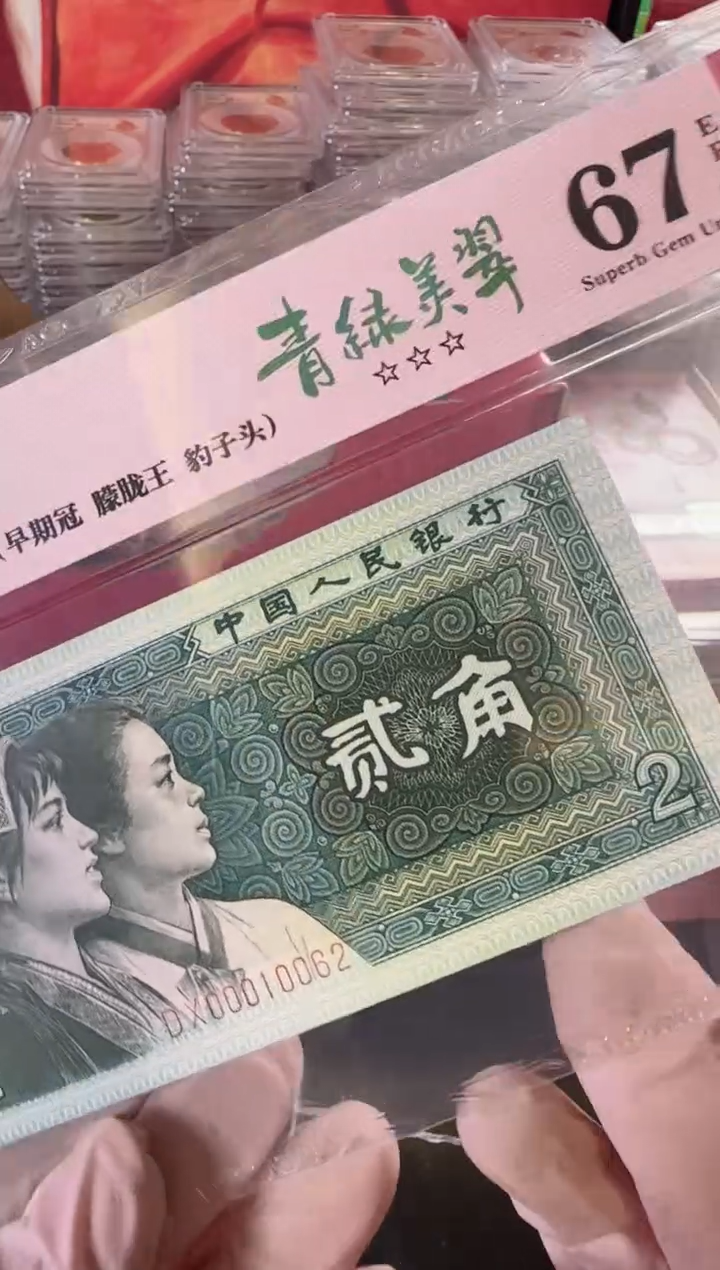 67 E
Superb Gem Un
青绿美翠
☆☆☆
(早期冠 朦胧王 豹子头)
中国人民银行
贰角
2
DX00010062